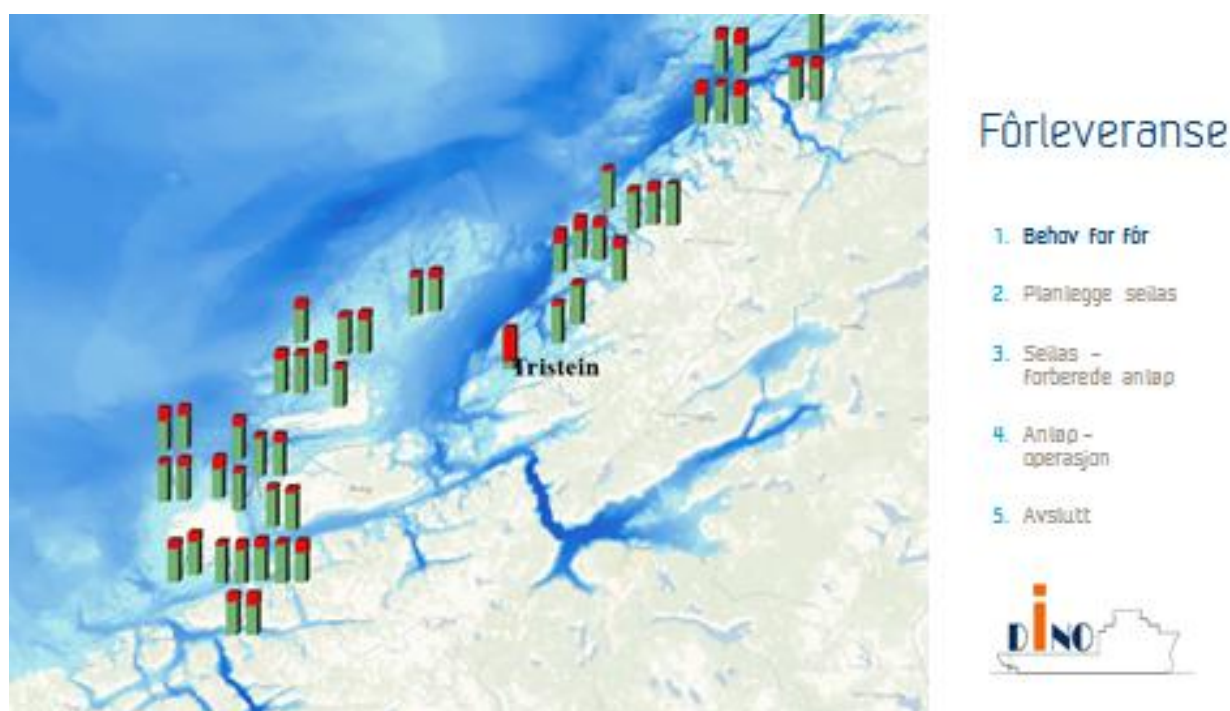 Tristein
Fôrleveranse
1. Behov for fôr
2. Planlegge seilas
3. Seilas –
forberede anløp
4. Anløp –
operasjon
5. Avslutt
DiNO